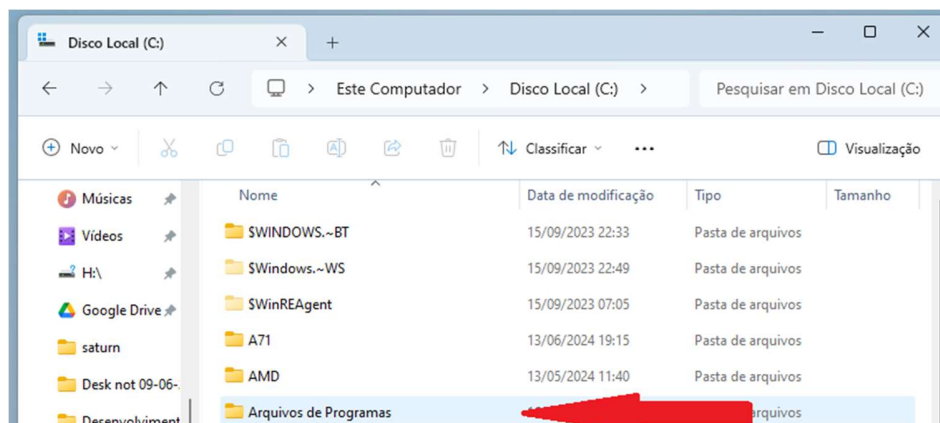 Disco Local (C:)
Este Computador > Disco Local (C:) > Pesquisar em Disco Local (C:)
Novo Classificar ... Visualização
Nome Data de modificação Tipo Tamanho
Músicas
Vídeos
H:\
Google Drive
saturn
Desk not 09-06-
Desenvolviment
$WINDOWS.~BT 15/09/2023 22:33 Pasta de arquivos
$Windows.~WS 15/09/2023 22:49 Pasta de arquivos
$WinREAgent 15/09/2023 07:05 Pasta de arquivos
A71 13/06/2024 19:15 Pasta de arquivos
AMD 13/05/2024 11:40 Pasta de arquivos
Arquivos de Programas arquivos